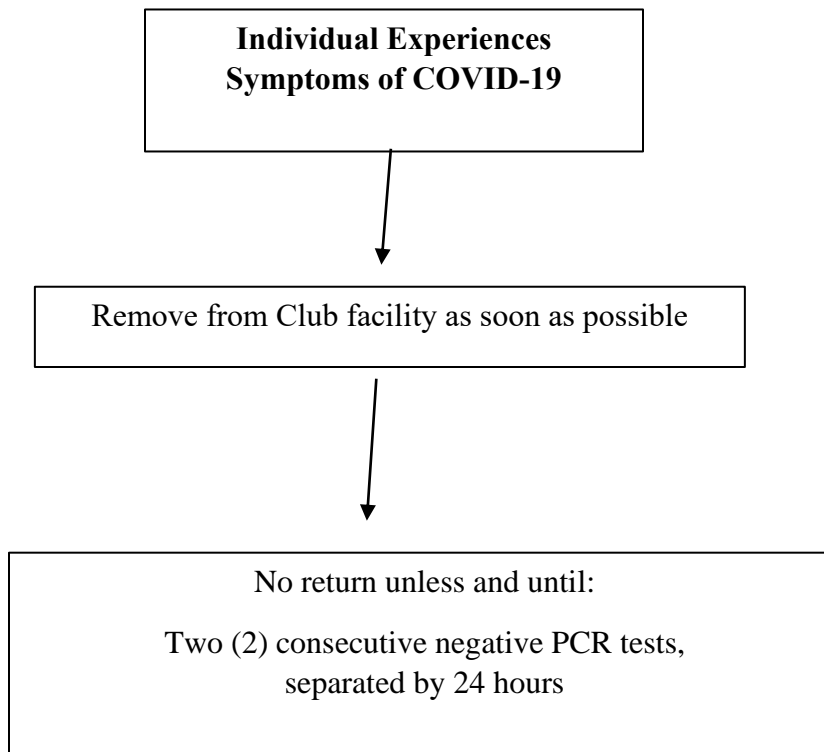 Individual Experiences
Symptoms of COVID-19
Remove from Club facility as soon as possible
No return unless and until:
Two (2) consecutive negative PCR tests,
separated by 24 hours